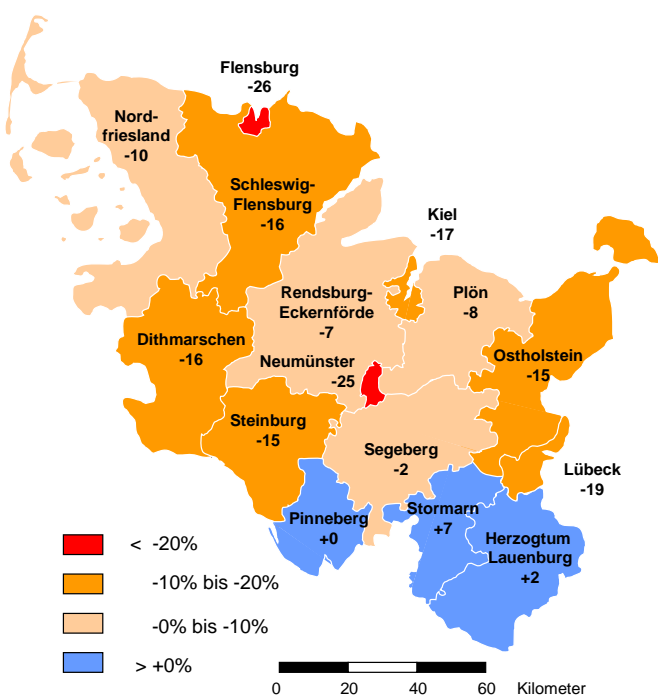 Flensburg
-26
Nord-
friesland
-10
Schleswig-
Flensburg
-16
Kiel
-17
Rendsburg-
Eckernförde
-7
Plön
-8
Dithmarschen
-16
Neumünster
-25
Ostholstein
-15
Steinburg
-15
Segeberg
-2
Lübeck
-19
Pinneberg
+0
Stormarn
+7
Herzogtum
Lauenburg
+2
< -20%
-10% bis -20%
-0% bis -10%
> +0%
0 20 40 60 Kilometer